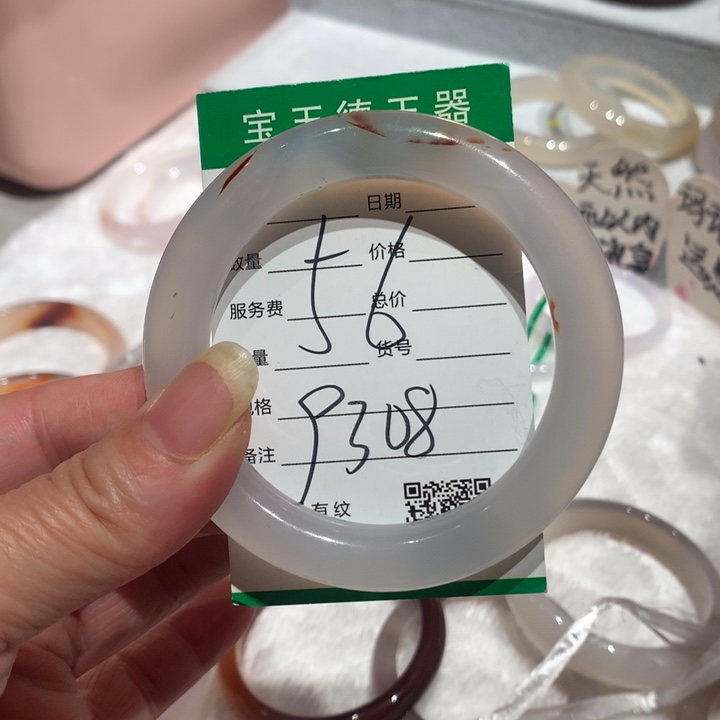 宝玉德玉器
日期
数量 价格
56
服务费 总价
量 货号
格
P308
备注
有纹
天然